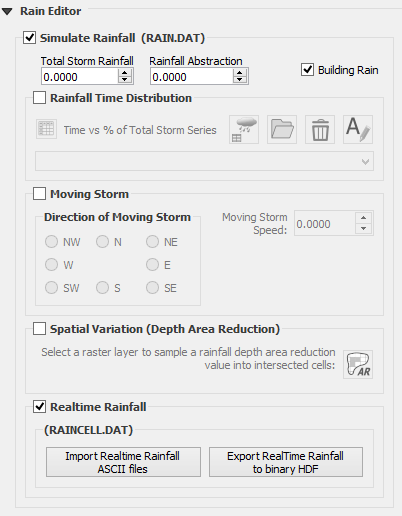 Rain Editor
Simulate Rainfall (RAIN.DAT)
Total Storm Rainfall Rainfall Abstraction
0.0000 0.0000 Building Rain
Rainfall Time Distribution
Time vs % of Total Storm Series A
Moving Storm
Direction of Moving Storm
Moving Storm
Speed: 0.0000
NW N NE
W E
SW S SE
Spatial Variation (Depth Area Reduction)
Select a raster layer to sample a rainfall depth area reduction
value into intersected cells: AR
Realtime Rainfall
(RAINCELL.DAT)
Import Realtime Rainfall
ASCII files
Export RealTime Rainfall
to binary HDF